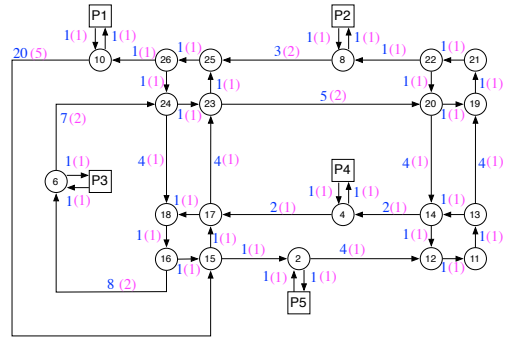 P1 P2
1(1) 1(1) 1(1) 1(1)
20(5) 1(1) 1(1) 3(2) 1(1) 1(1)
10 26 25 8 22 21
1(1) 1(1) 1(1) 1(1)
24 23 5(2) 20 19
1(1) 1(1)
7(2)
4(1) 4(1) 4(1) 4(1)
1(1) P4
6 P3
1(1) 1(1) 1(1)
1(1) 2(1) 2(1) 1(1)
18 17 4 14 13
1(1) 1(1) 1(1) 1(1)
1(1) 4(1)
16 15 2 12 11
1(1) 1(1)
8(2) 1(1) 1(1)
P5